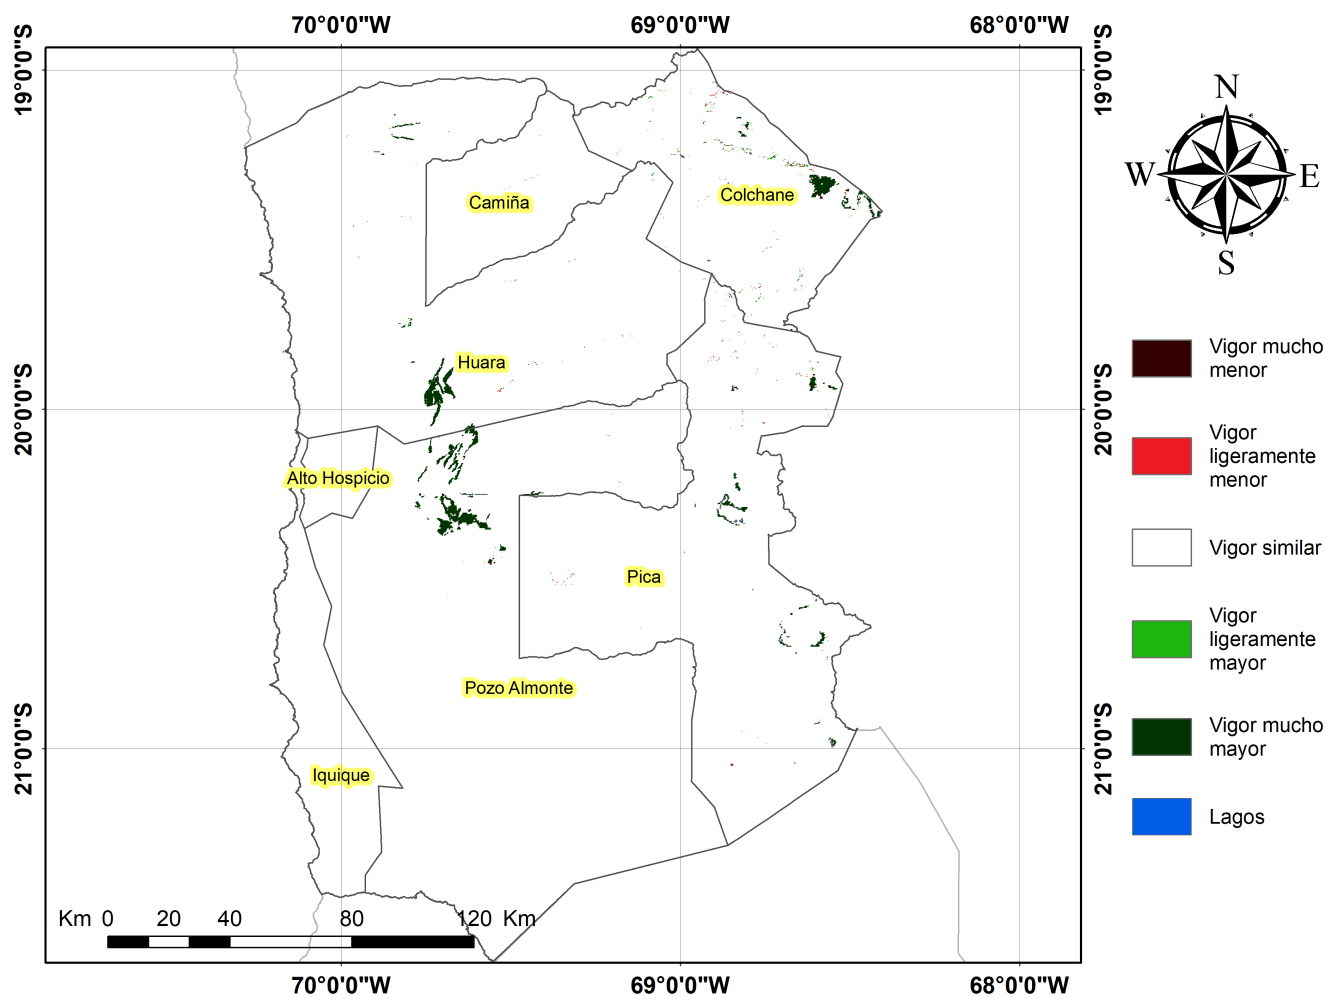 70°0'0"W 69°0'0"W 68°0'0"W
19°0'0"S
19°0'0"S
N
W
E
S
Camiña
Colchane
Vigor mucho
menor
Huara
20°0'0"S
20°0'0"S
Vigor
ligeramente
menor
Alto Hospicio
Vigor similar
Pica
Vigor
ligeramente
mayor
Pozo Almonte
21°0'0"S
21°0'0"S
Vigor mucho
mayor
Iquique
Lagos
Km 0 20 40 80 120 Km
70°0'0"W 69°0'0"W 68°0'0"W